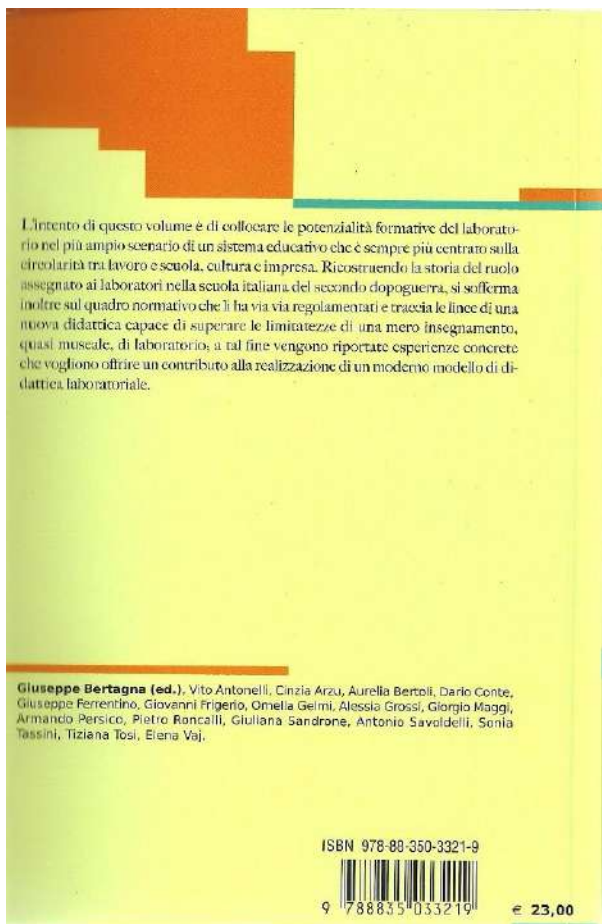 L'intento di questo volume è di collocare le potenzialità formative del laborato-
rio nel più ampio scenario di un sistema educativo che è sempre più centrato sulla
circolarità tra lavoro e scuola, cultura e impresa. Ricostruendo la storia del ruolo
assegnato ai laboratori nella scuola italiana del secondo dopoguerra, si sofferma
inoltre sul quadro normativo che li ha via via regolamentati e traccia le linee di una
nuova didattica capace di superare le limitatezze di una mero insegnamento,
quasi museale, di laboratorio; a tal fine vengono riportate esperienze concrete
che vogliono offrire un contributo alla realizzazione di un moderno modello di di-
dattica laboratoriale.
Giuseppe Bertagna (ed.), Vito Antonelli, Cinzia Arzu, Aurelia Bertoli, Dario Conte,
Giuseppe Ferrentino, Giovanni Frigerio, Ornella Gelmi, Alessia Grossi, Giorgio Maggi,
Armando Persico, Pietro Roncalli, Giuliana Sandrone, Antonio Savoldelli, Sonia
Tassini, Tiziana Tosi, Elena Vaj.
ISBN 978-88-350-3321-9
9 788835 033219
€ 23,00